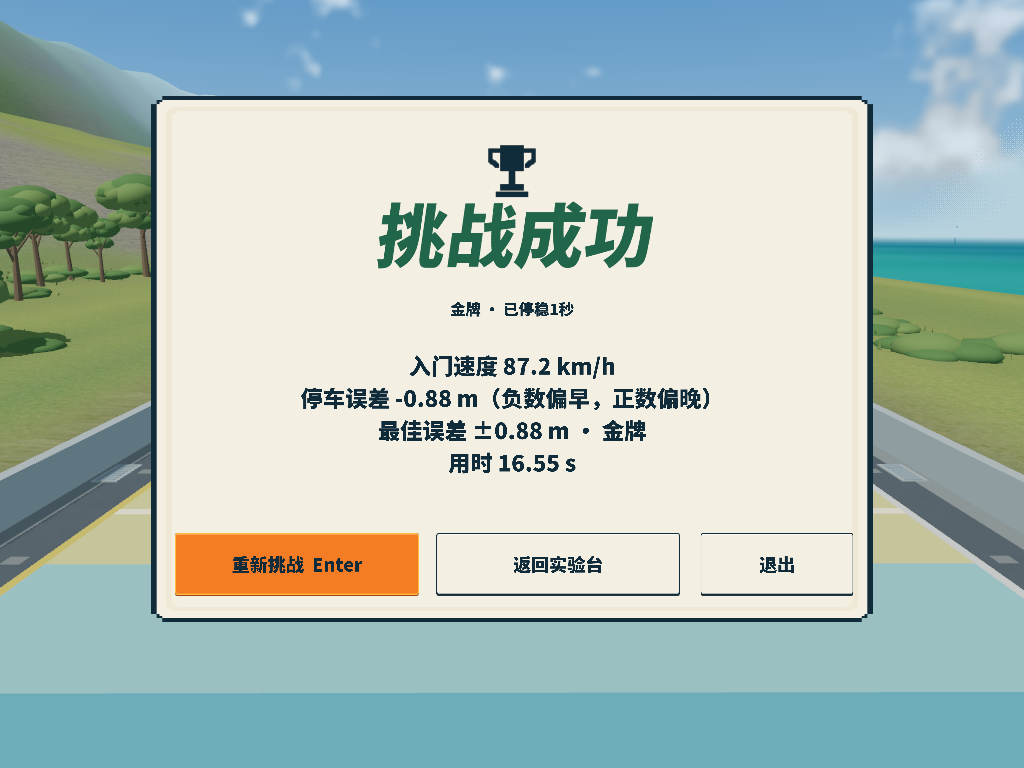 挑战成功
金牌 · 已停稳1秒
入门速度 87.2 km/h
停车误差 -0.88 m（负数偏早，正数偏晚）
最佳误差 ±0.88 m · 金牌
用时 16.55 s
重新挑战 Enter
返回实验台
退出